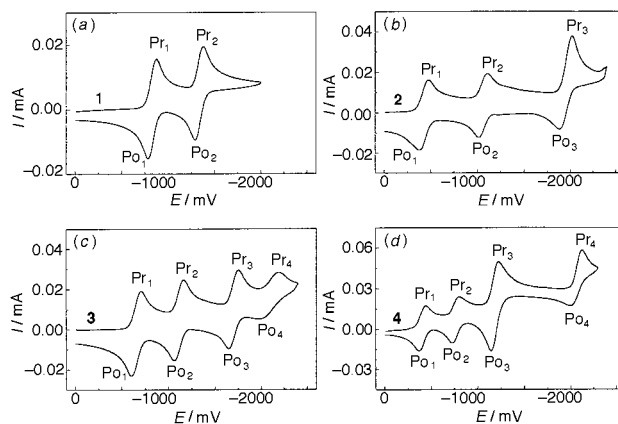 (a)
0.02
0.00
−0.02
I / mA
1
Pr1
Pr2
Po1
Po2
0
−1000
−2000
E / mV
(b)
0.04
0.02
0.00
−0.02
I / mA
2
Pr1
Pr2
Pr3
Po1
Po2
Po3
0
−1000
−2000
E / mV
(c)
0.04
0.02
0.00
−0.02
I / mA
3
Pr1
Pr2
Pr3
Pr4
Po1
Po2
Po3
Po4
0
−1000
−2000
E / mV
(d)
0.06
0.03
0.00
−0.03
I / mA
4
Pr1
Pr2
Pr3
Pr4
Po1
Po2
Po3
Po4
0
−1000
−2000
E / mV